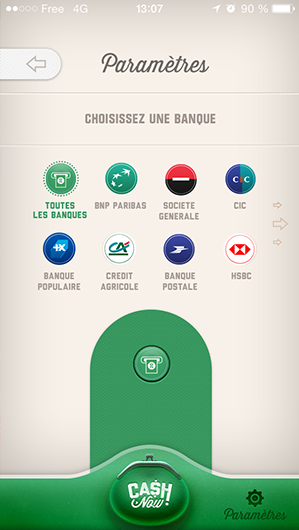 Free 4G 13:07 90 %
Paramètres
CHOISISSEZ UNE BANQUE
TOUTES
LES BANQUES
BNP PARIBAS
SOCIETE
GENERALE
CIC
CIC
BANQUE
POPULAIRE
CREDIT
AGRICOLE
BANQUE
POSTALE
HSBC
CA$H
Now!
Paramètres